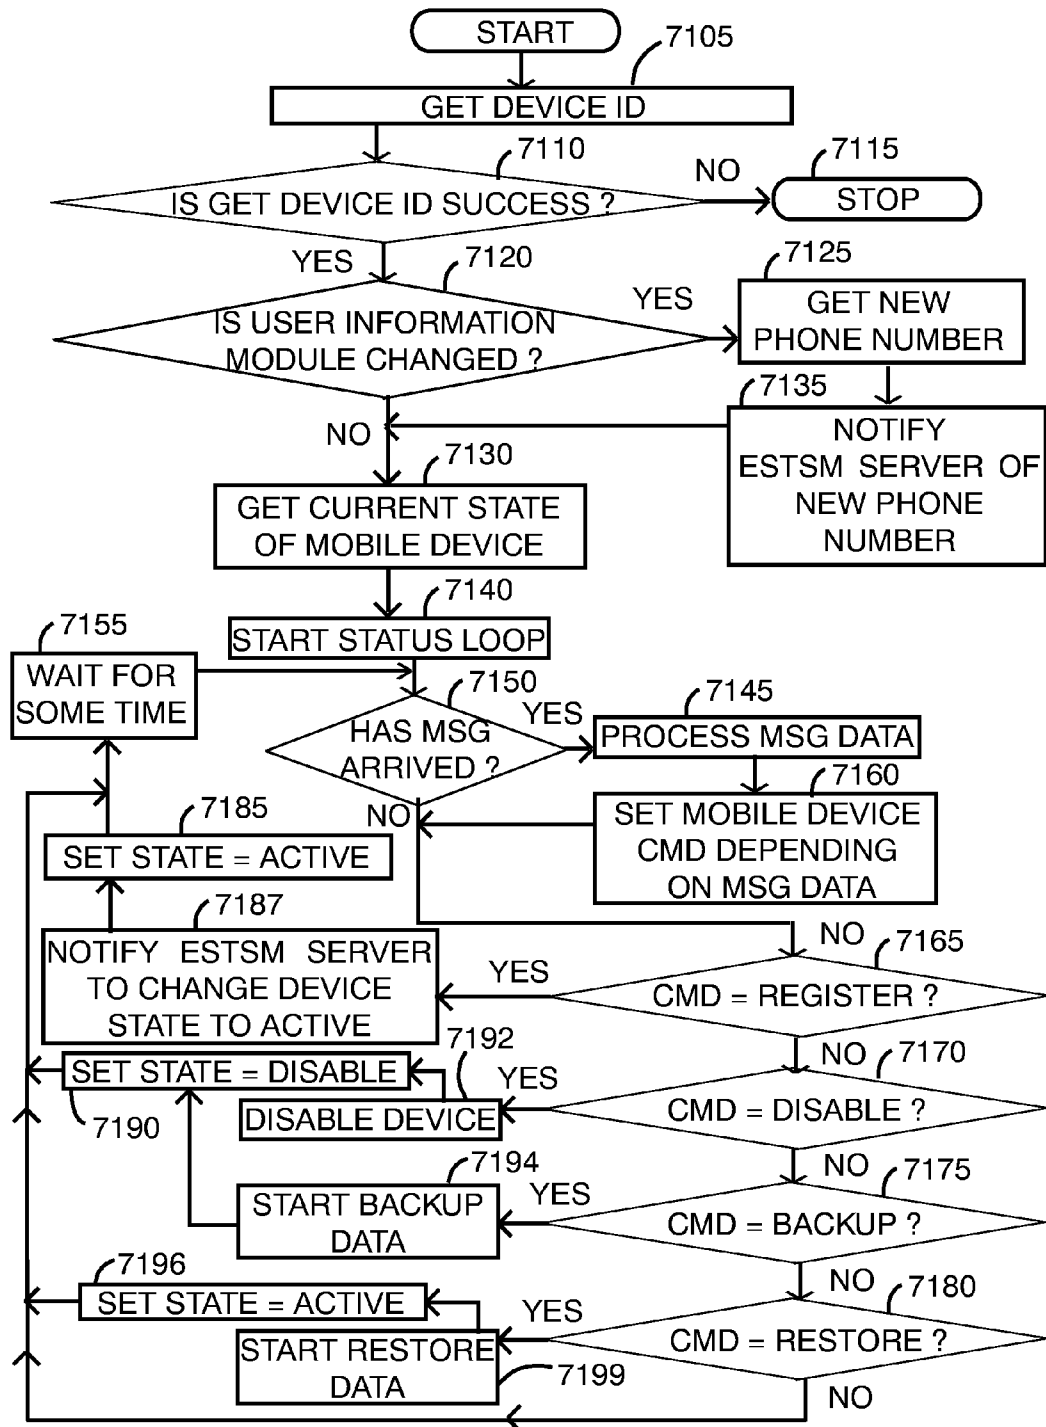 START
7105
GET DEVICE ID
7110
IS GET DEVICE ID SUCCESS ?
NO
7115
STOP
YES
7120
IS USER INFORMATION
MODULE CHANGED ?
YES
7125
GET NEW
PHONE NUMBER
7135
NOTIFY
ESTSM SERVER OF
NEW PHONE
NUMBER
NO
7130
GET CURRENT STATE
OF MOBILE DEVICE
7140
START STATUS LOOP
7155
WAIT FOR
SOME TIME
7150
HAS MSG
ARRIVED ?
YES
7145
PROCESS MSG DATA
7160
SET MOBILE DEVICE
CMD DEPENDING
ON MSG DATA
NO
7185
SET STATE = ACTIVE
7187
NOTIFY ESTSM SERVER
TO CHANGE DEVICE
STATE TO ACTIVE
YES
NO
7165
CMD = REGISTER ?
7192
SET STATE = DISABLE
7190
DISABLE DEVICE
YES
NO
7170
CMD = DISABLE ?
7194
START BACKUP
DATA
YES
NO
7175
CMD = BACKUP ?
7196
SET STATE = ACTIVE
START RESTORE
DATA
7199
YES
NO
7180
CMD = RESTORE ?
NO